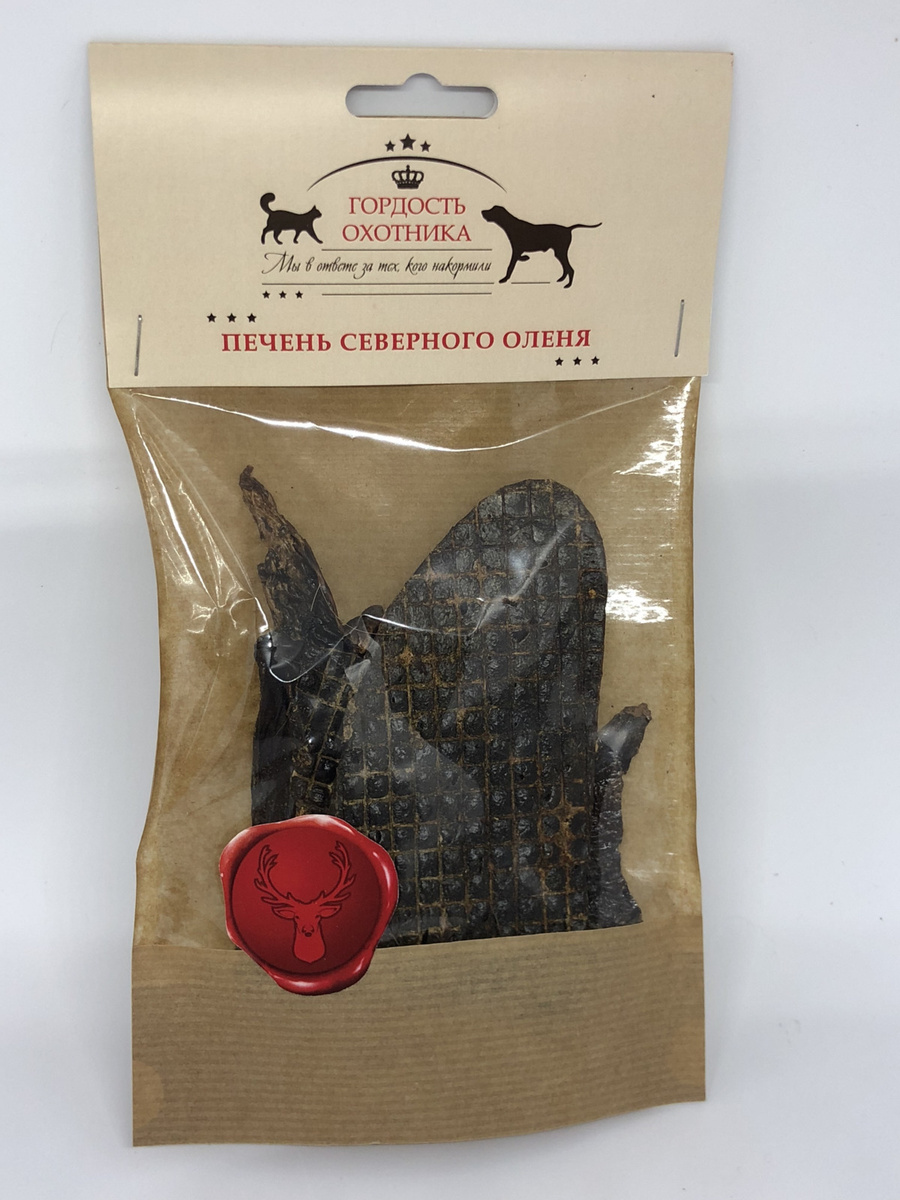 ГОРДОСТЬ
ОХОТНИКА
Мы в ответе за тех, кого накормили
ПЕЧЕНЬ СЕВЕРНОГО ОЛЕНЯ